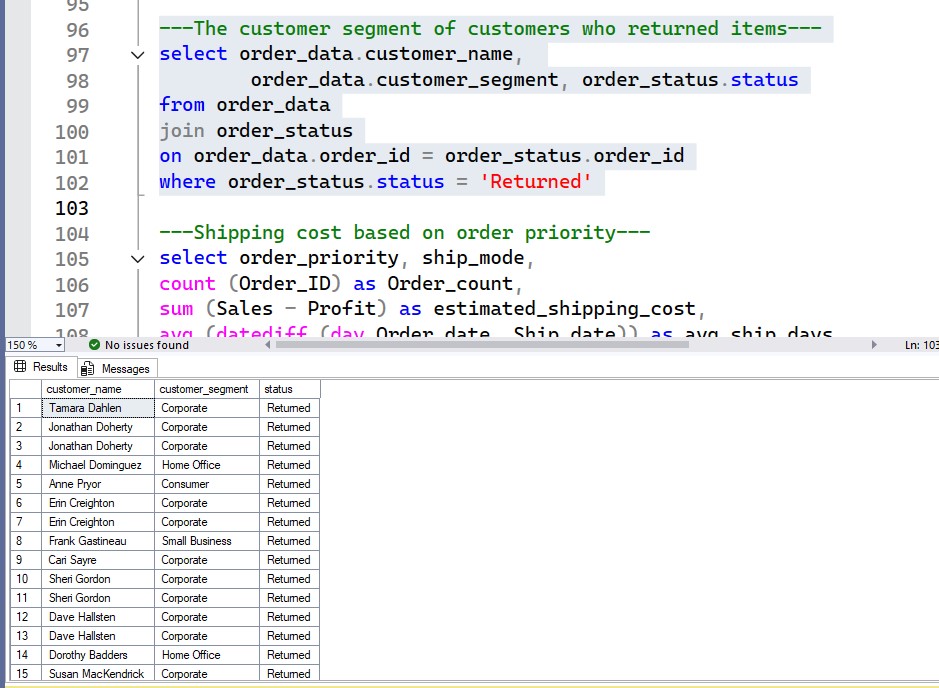 95
96 ---The customer segment of customers who returned items---
97 select order_data.customer_name,
98 order_data.customer_segment, order_status.status
99 from order_data
100 join order_status
101 on order_data.order_id = order_status.order_id
102 where order_status.status = 'Returned'
103
104 ---Shipping cost based on order priority---
105 select order_priority, ship_mode,
106 count (Order_ID) as Order_count,
107 sum (Sales - Profit) as estimated_shipping_cost,
108 avg (datediff (day, Order_date, Ship_date)) as avg_ship_days
150 % No issues found Ln: 103
Results Messages
customer_name customer_segment status
1 Tamara Dahlen Corporate Returned
2 Jonathan Doherty Corporate Returned
3 Jonathan Doherty Corporate Returned
4 Michael Dominguez Home Office Returned
5 Anne Pryor Consumer Returned
6 Erin Creighton Corporate Returned
7 Erin Creighton Corporate Returned
8 Frank Gastineau Small Business Returned
9 Cari Sayre Corporate Returned
10 Sheri Gordon Corporate Returned
11 Sheri Gordon Corporate Returned
12 Dave Hallsten Corporate Returned
13 Dave Hallsten Corporate Returned
14 Dorothy Badders Home Office Returned
15 Susan MacKendrick Corporate Returned